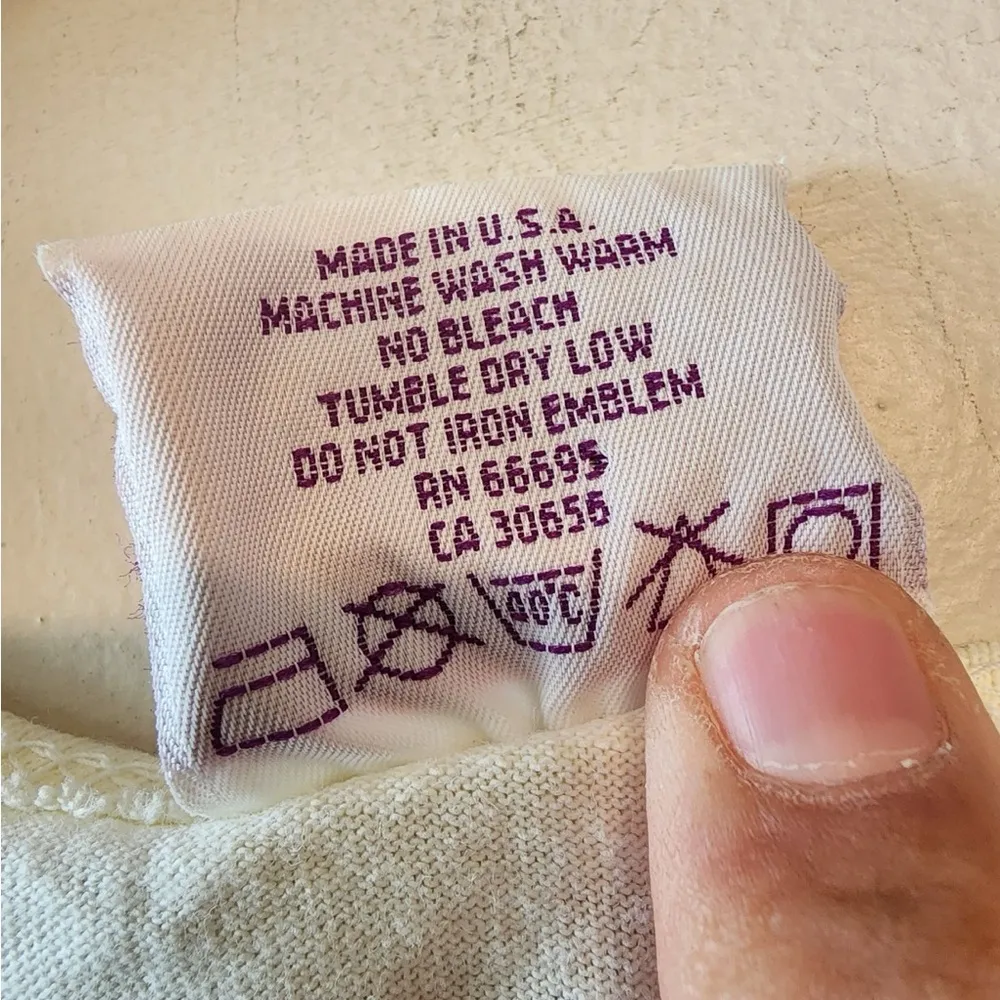 MADE IN U.S.A.
MACHINE WASH WARM
NO BLEACH
TUMBLE DRY LOW
DO NOT IRON EMBLEM
RN 66695
CA 30656
40°C